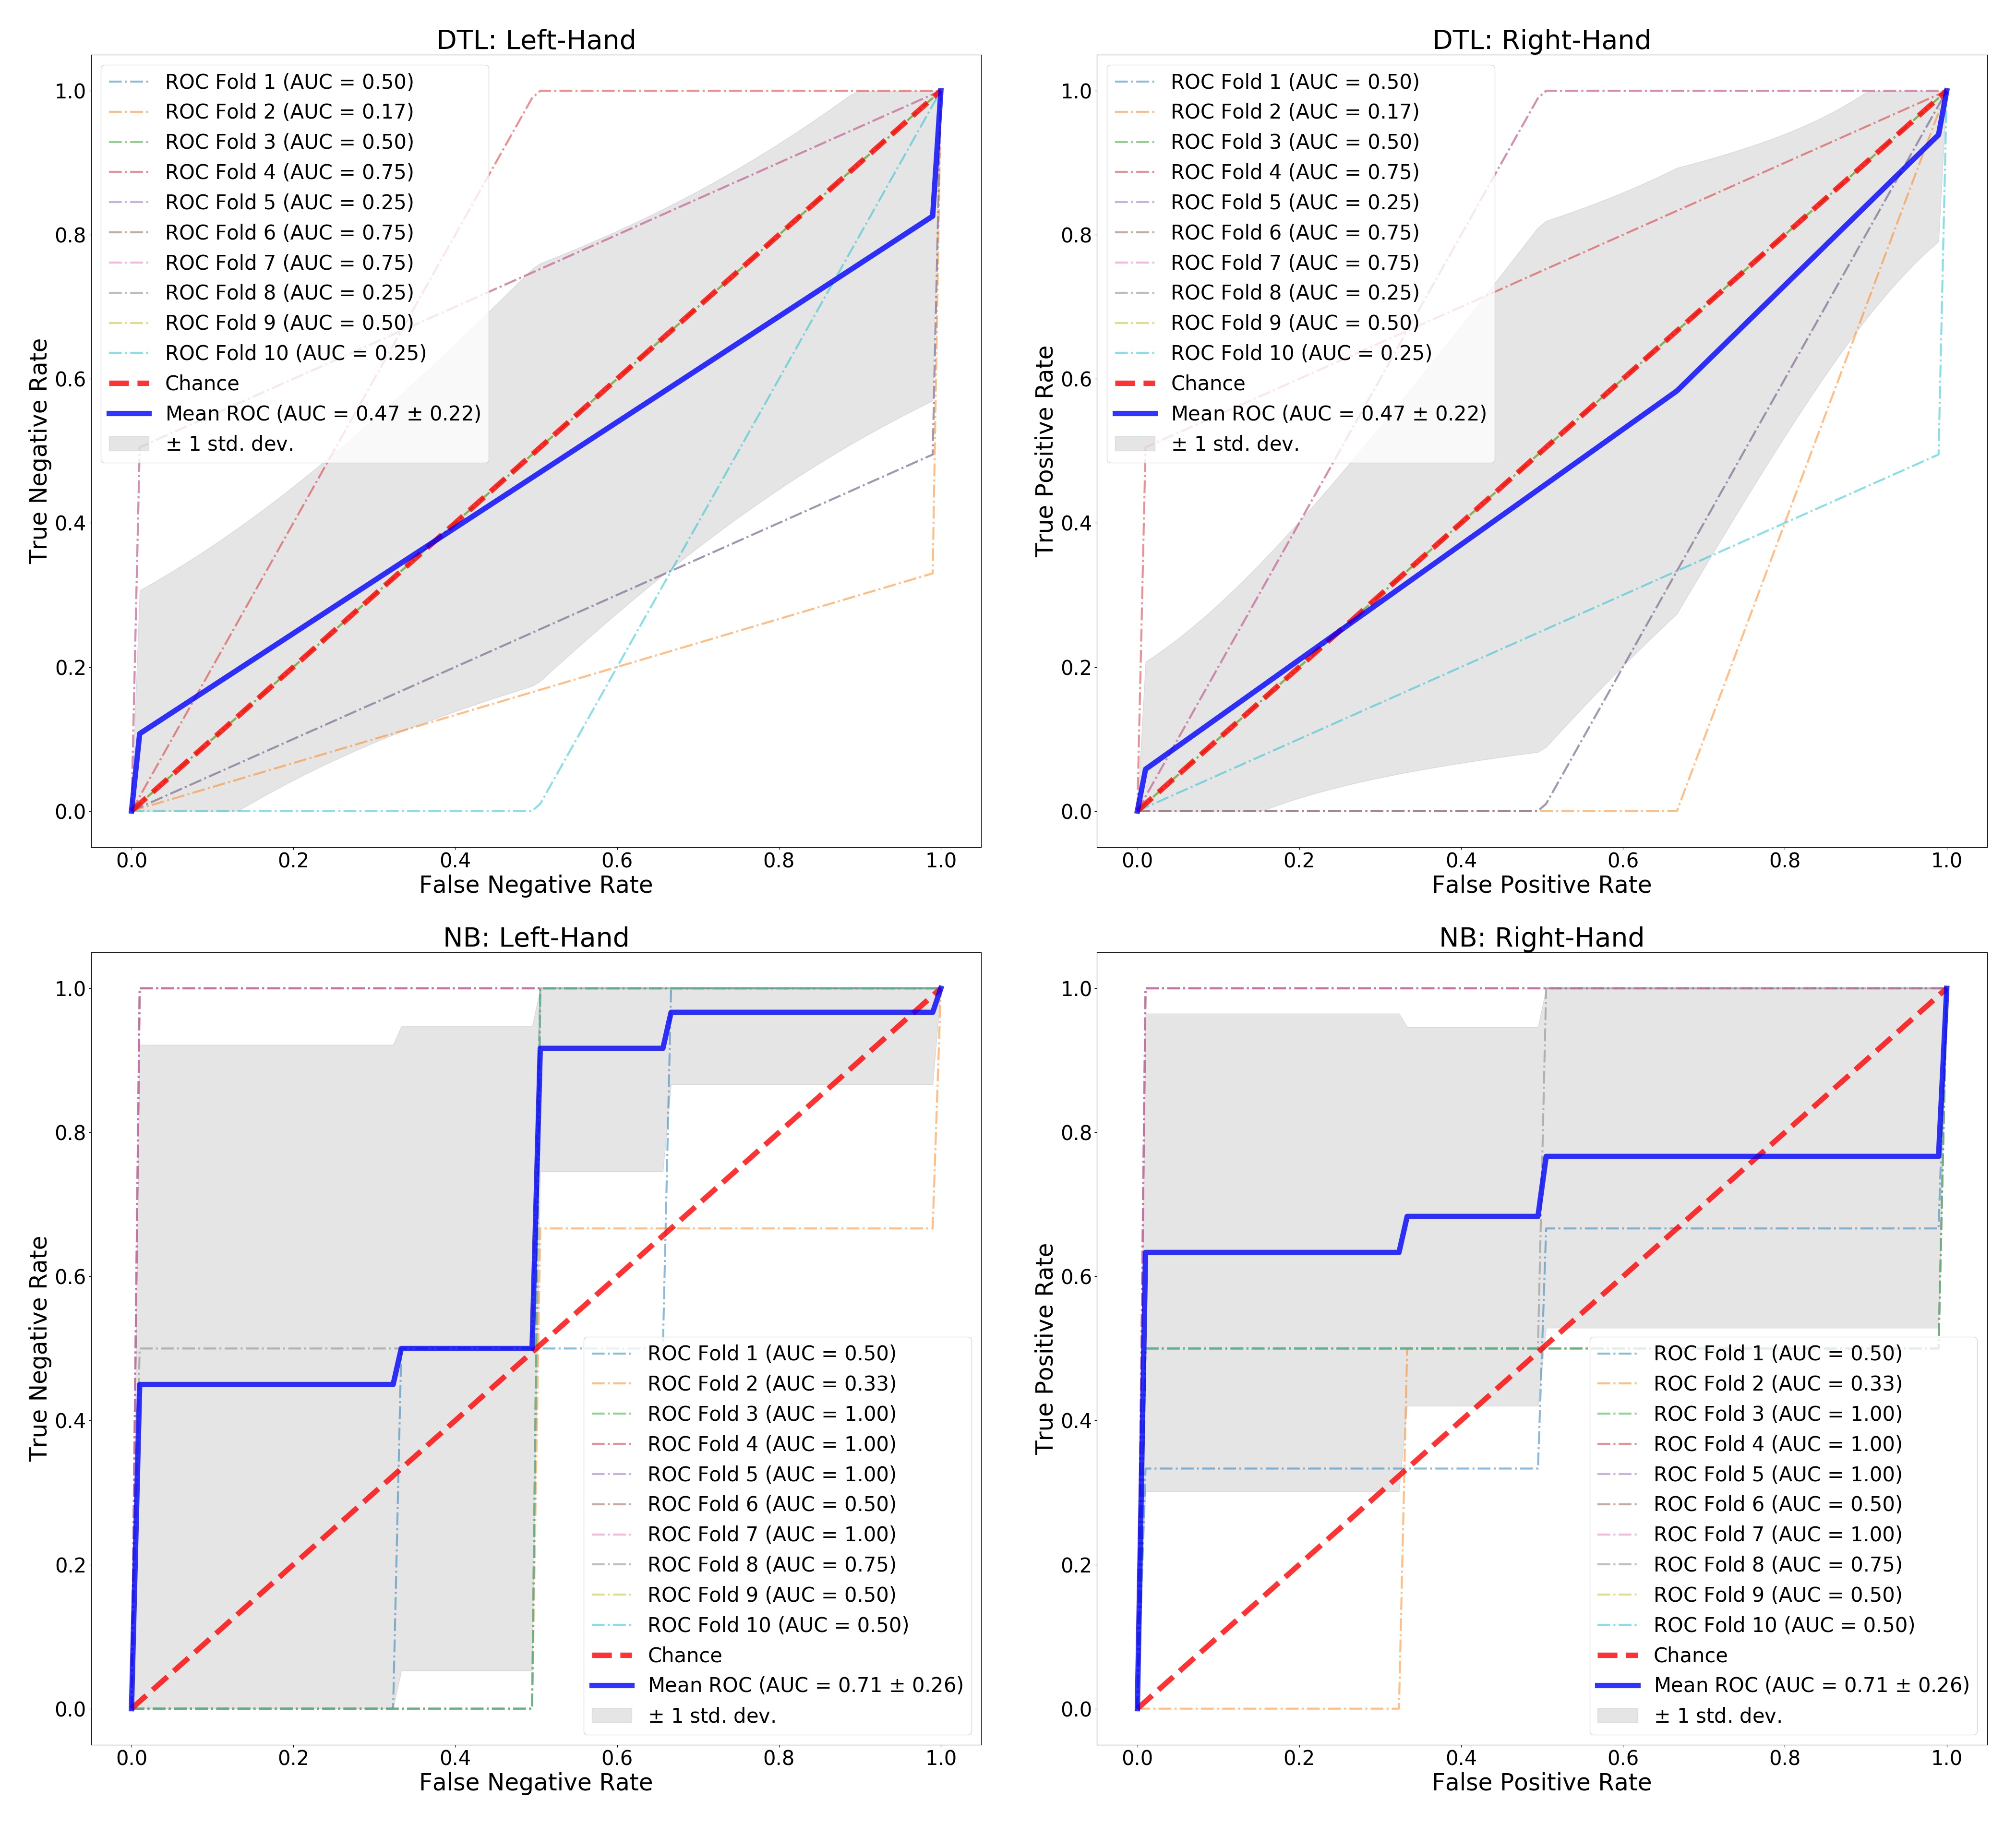 DTL: Left-Hand
True Negative Rate
1.0
0.8
0.6
0.4
0.2
0.0
ROC Fold 1 (AUC = 0.50)
ROC Fold 2 (AUC = 0.17)
ROC Fold 3 (AUC = 0.50)
ROC Fold 4 (AUC = 0.75)
ROC Fold 5 (AUC = 0.25)
ROC Fold 6 (AUC = 0.75)
ROC Fold 7 (AUC = 0.75)
ROC Fold 8 (AUC = 0.25)
ROC Fold 9 (AUC = 0.50)
ROC Fold 10 (AUC = 0.25)
Chance
Mean ROC (AUC = 0.47 ± 0.22)
± 1 std. dev.
0.0 0.2 0.4 0.6 0.8 1.0
False Negative Rate
DTL: Right-Hand
True Positive Rate
1.0
0.8
0.6
0.4
0.2
0.0
ROC Fold 1 (AUC = 0.50)
ROC Fold 2 (AUC = 0.17)
ROC Fold 3 (AUC = 0.50)
ROC Fold 4 (AUC = 0.75)
ROC Fold 5 (AUC = 0.25)
ROC Fold 6 (AUC = 0.75)
ROC Fold 7 (AUC = 0.75)
ROC Fold 8 (AUC = 0.25)
ROC Fold 9 (AUC = 0.50)
ROC Fold 10 (AUC = 0.25)
Chance
Mean ROC (AUC = 0.47 ± 0.22)
± 1 std. dev.
0.0 0.2 0.4 0.6 0.8 1.0
False Positive Rate
NB: Left-Hand
True Negative Rate
1.0
0.8
0.6
0.4
0.2
0.0
ROC Fold 1 (AUC = 0.50)
ROC Fold 2 (AUC = 0.33)
ROC Fold 3 (AUC = 1.00)
ROC Fold 4 (AUC = 1.00)
ROC Fold 5 (AUC = 1.00)
ROC Fold 6 (AUC = 0.50)
ROC Fold 7 (AUC = 1.00)
ROC Fold 8 (AUC = 0.75)
ROC Fold 9 (AUC = 0.50)
ROC Fold 10 (AUC = 0.50)
Chance
Mean ROC (AUC = 0.71 ± 0.26)
± 1 std. dev.
0.0 0.2 0.4 0.6 0.8 1.0
False Negative Rate
NB: Right-Hand
True Positive Rate
1.0
0.8
0.6
0.4
0.2
0.0
ROC Fold 1 (AUC = 0.50)
ROC Fold 2 (AUC = 0.33)
ROC Fold 3 (AUC = 1.00)
ROC Fold 4 (AUC = 1.00)
ROC Fold 5 (AUC = 1.00)
ROC Fold 6 (AUC = 0.50)
ROC Fold 7 (AUC = 1.00)
ROC Fold 8 (AUC = 0.75)
ROC Fold 9 (AUC = 0.50)
ROC Fold 10 (AUC = 0.50)
Chance
Mean ROC (AUC = 0.71 ± 0.26)
± 1 std. dev.
0.0 0.2 0.4 0.6 0.8 1.0
False Positive Rate